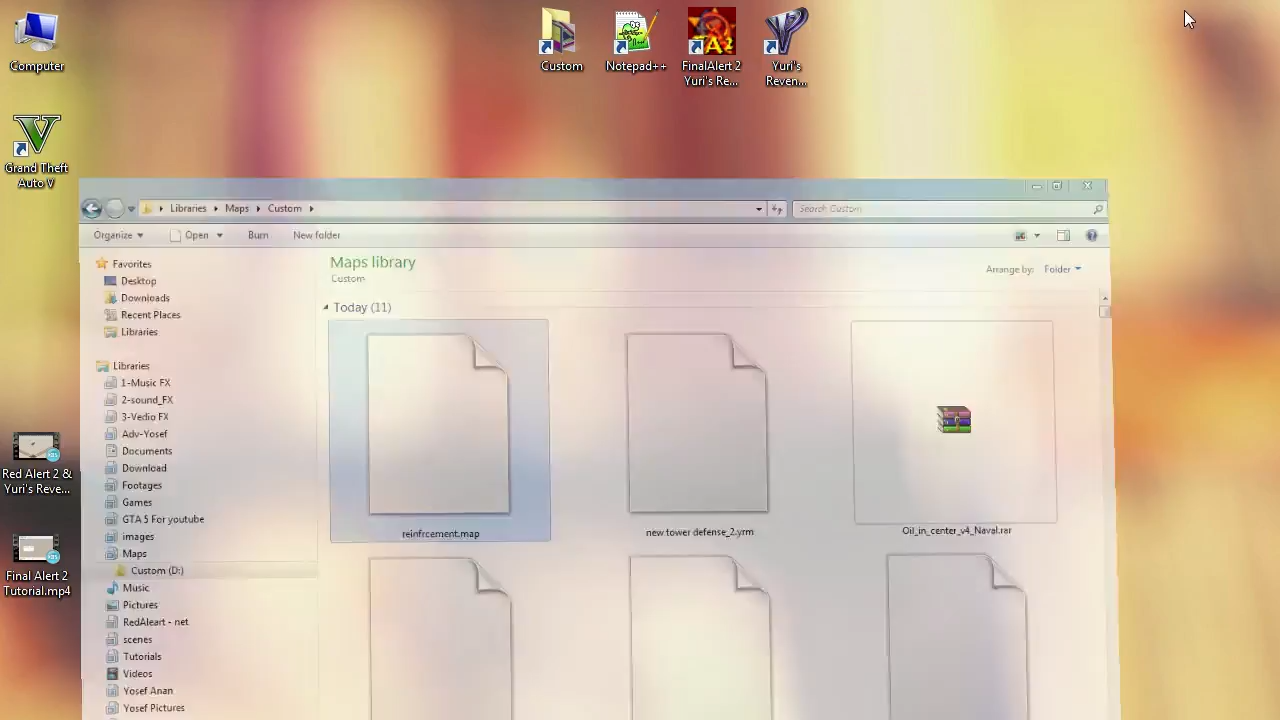 Computer
Grand Theft
Auto V
Red Alert 2 &
Yuri's Reve...
Final Alert 2
Tutorial.mp4
Custom
Notepad++
FinalAlert 2
Yuri's Re...
Yuri's
Reven...
Libraries
Maps
Custom
Search Custom
Organize
Open
Burn
New folder
Favorites
Desktop
Downloads
Recent Places
Libraries
Libraries
1-Music FX
2-sound_FX
3-Vedio FX
Adv-Yosef
Documents
Download
Footages
Games
GTA 5 For youtube
images
Maps
Custom (D:)
Music
Pictures
RedAleart - net
scenes
Tutorials
Videos
Yosef Anan
Yosef Pictures
Maps library
Custom
Arrange by: Folder
Today (11)
reinfrcement.map
new tower defense_2.yrm
Oil_in_center_v4_Naval.rar